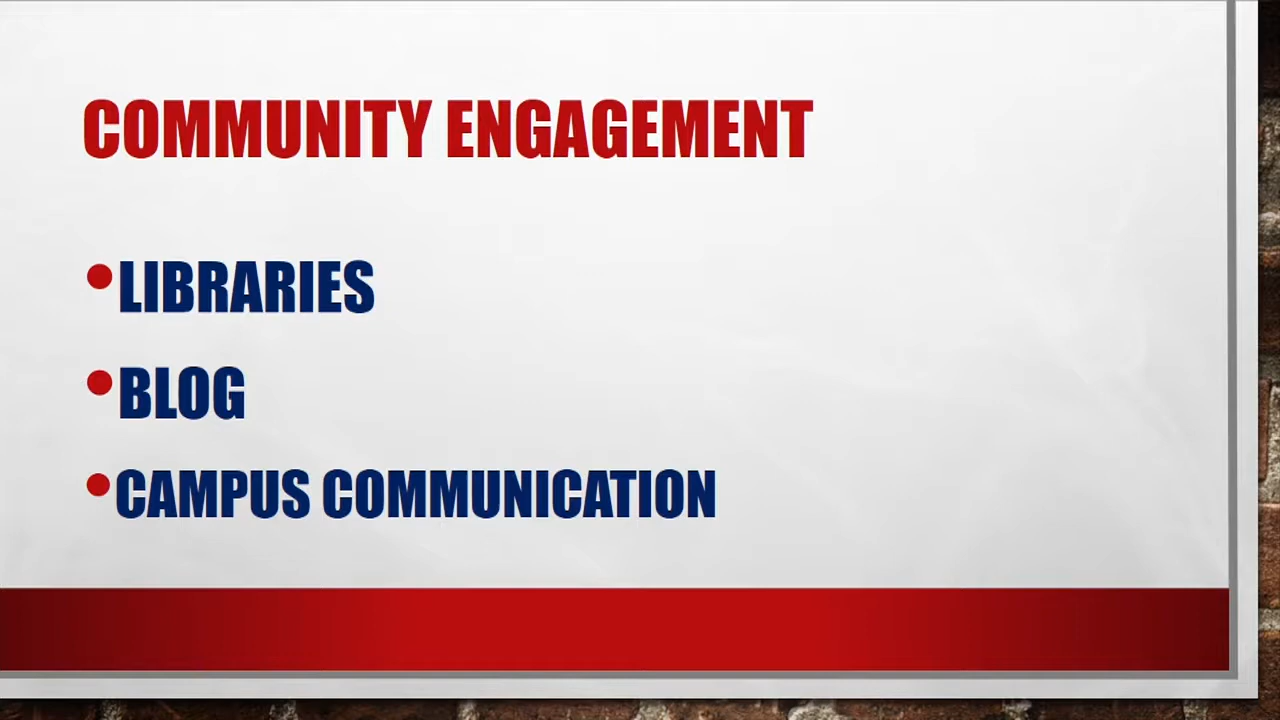 COMMUNITY ENGAGEMENT
•LIBRARIES
•BLOG
•CAMPUS COMMUNICATION